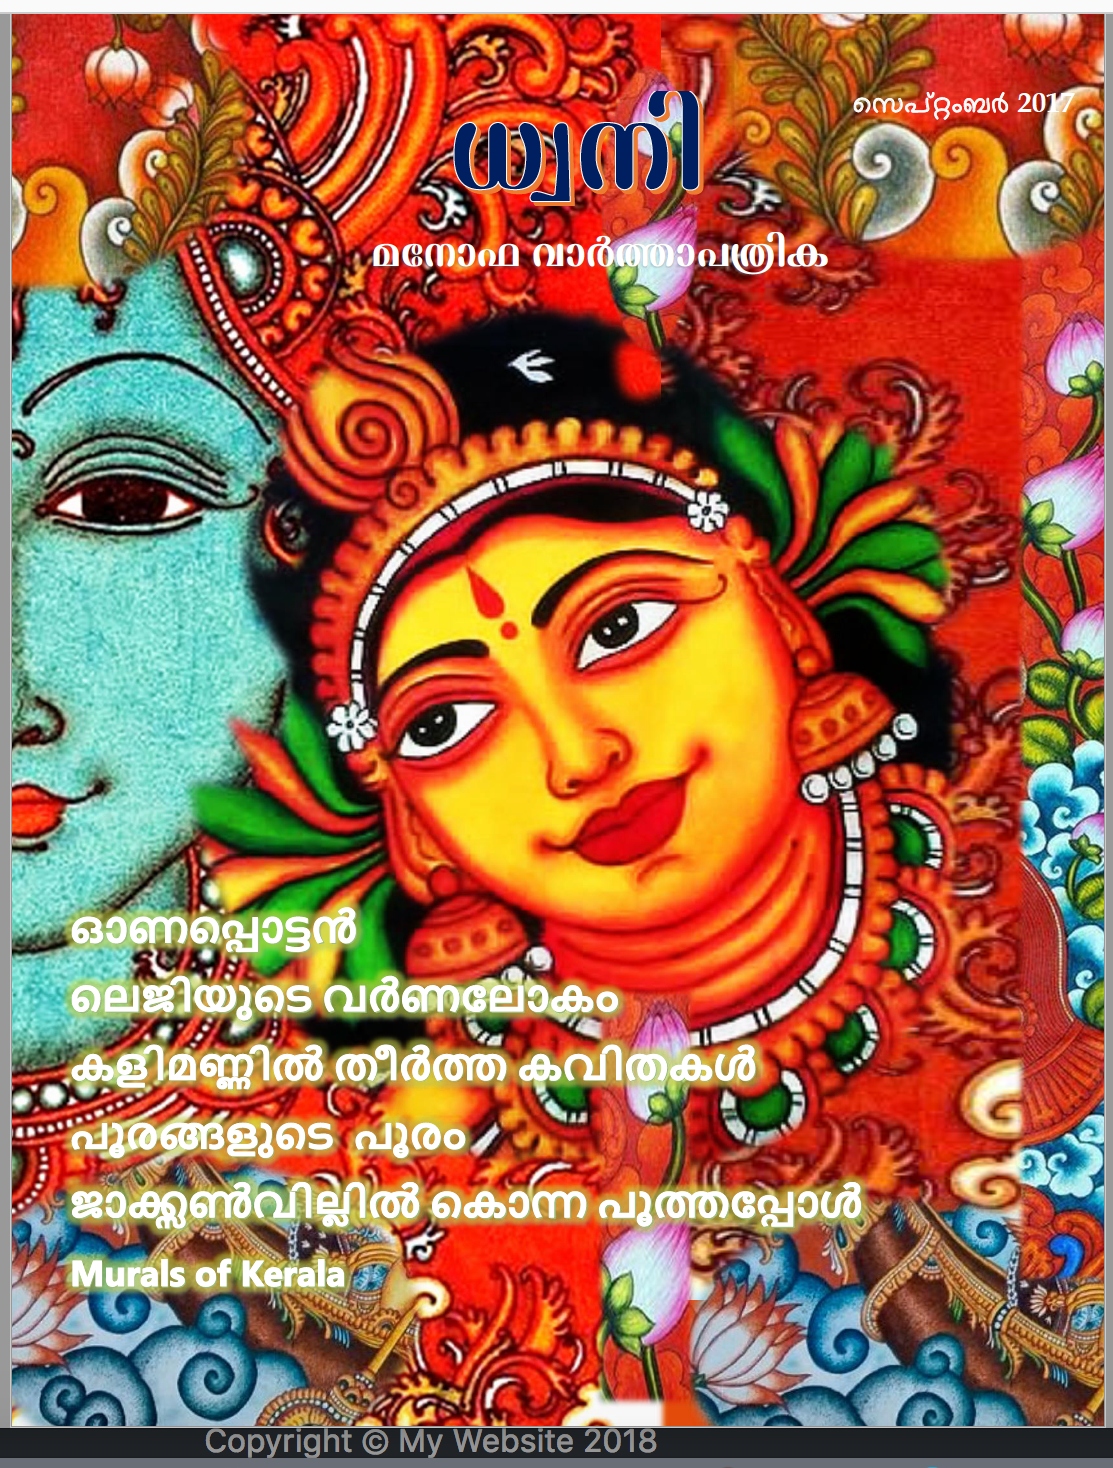 സെപ്റ്റംബർ 2017
ധ്വനി
മനോഫ വാർത്താപത്രിക
ഓണപ്പൊട്ടൻ
ലെജിയുടെ വർണലോകം
കളിമണ്ണിൽ തീർത്ത കവിതകൾ
പൂരങ്ങളുടെ പൂരം
ജാക്സൺവില്ലിൽ കൊന്ന പൂത്തപ്പോൾ
Murals of Kerala
Copyright © My Website 2018